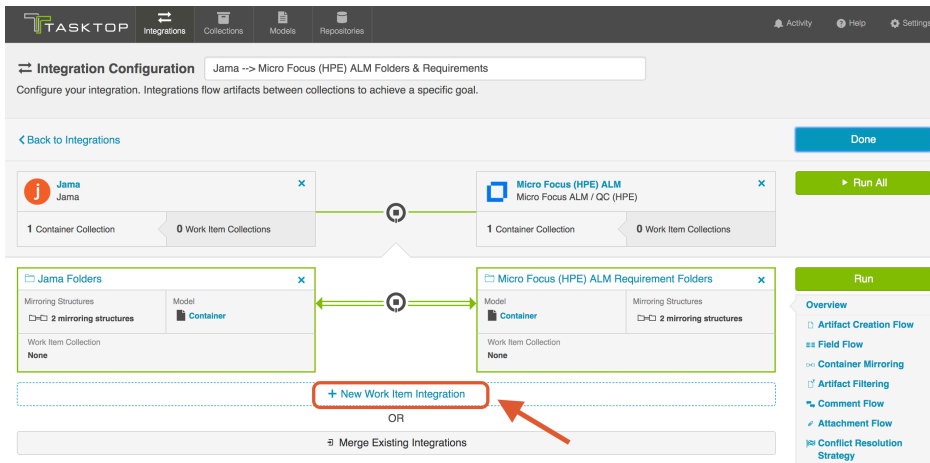 TASKTOP
Integrations
Collections
Models
Repositories
Activity
Help
Settings
Integration Configuration
Jama --> Micro Focus (HPE) ALM Folders & Requirements
Configure your integration. Integrations flow artifacts between collections to achieve a specific goal.
Back to Integrations
Done
Jama
Jama
1 Container Collection
0 Work Item Collections
Micro Focus (HPE) ALM
Micro Focus ALM / QC (HPE)
1 Container Collection
0 Work Item Collections
Run All
Jama Folders
Mirroring Structures
2 mirroring structures
Model
Container
Work Item Collection
None
Micro Focus (HPE) ALM Requirement Folders
Model
Container
Mirroring Structures
2 mirroring structures
Work Item Collection
None
Run
Overview
Artifact Creation Flow
Field Flow
Container Mirroring
Artifact Filtering
Comment Flow
Attachment Flow
Conflict Resolution
Strategy
+ New Work Item Integration
OR
Merge Existing Integrations